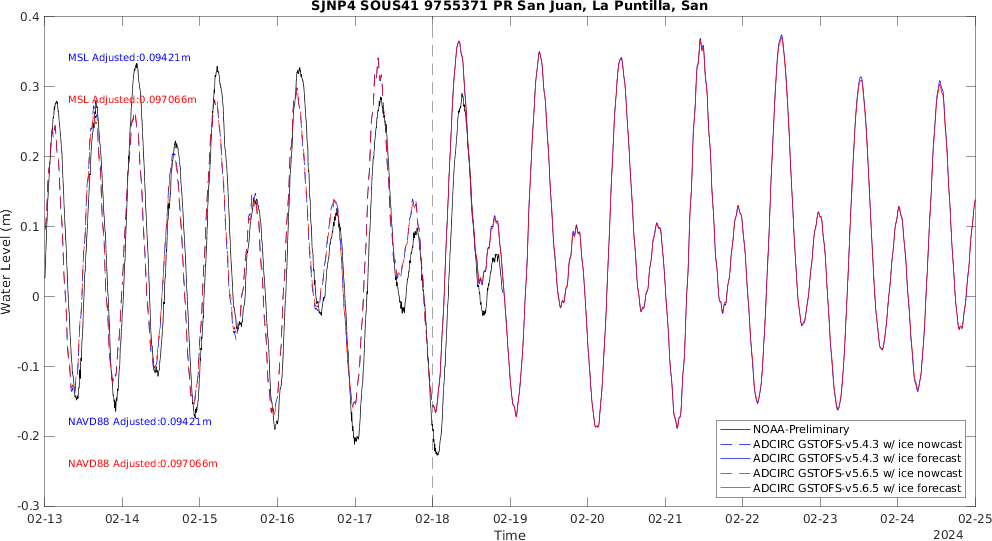 SJNP4 SOUS41 9755371 PR San Juan, La Puntilla, San
0.4
0.3
0.2
0.1
0
-0.1
-0.2
-0.3
Water Level (m)
MSL Adjusted:0.09421m
MSL Adjusted:0.097066m
NAVD88 Adjusted:0.09421m
NAVD88 Adjusted:0.097066m
NOAA-Preliminary
ADCIRC GSTOFS-v5.4.3 w/ ice nowcast
ADCIRC GSTOFS-v5.4.3 w/ ice forecast
ADCIRC GSTOFS-v5.6.5 w/ ice nowcast
ADCIRC GSTOFS-v5.6.5 w/ ice forecast
02-13 02-14 02-15 02-16 02-17 02-18 02-19 02-20 02-21 02-22 02-23 02-24 02-25
Time
2024